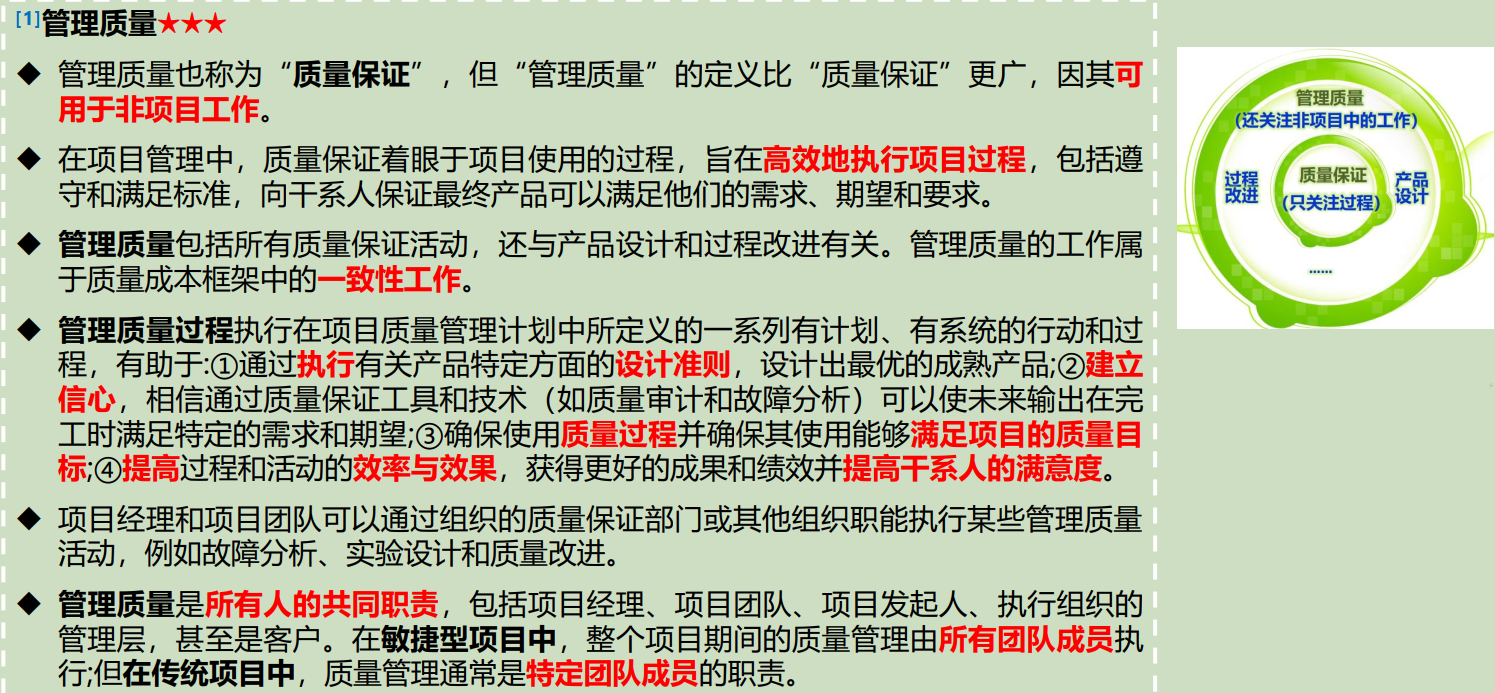 [1]管理质量★★★
◆ 管理质量也称为“质量保证”，但“管理质量”的定义比“质量保证”更广，因其可
用于非项目工作。
◆ 在项目管理中，质量保证着眼于项目使用的过程，旨在高效地执行项目过程，包括遵
守和满足标准，向干系人保证最终产品可以满足他们的需求、期望和要求。
◆ 管理质量包括所有质量保证活动，还与产品设计和过程改进有关。管理质量的工作属
于质量成本框架中的一致性工作。
◆ 管理质量过程执行在项目质量管理计划中所定义的一系列有计划、有系统的行动和过
程，有助于:①通过执行有关产品特定方面的设计准则，设计出最优的成熟产品;②建立
信心，相信通过质量保证工具和技术（如质量审计和故障分析）可以使未来输出在完
工时满足特定的需求和期望;③确保使用质量过程并确保其使用能够满足项目的质量目
标;④提高过程和活动的效率与效果，获得更好的成果和绩效并提高干系人的满意度。
◆ 项目经理和项目团队可以通过组织的质量保证部门或其他组织职能执行某些管理质量
活动，例如故障分析、实验设计和质量改进。
◆ 管理质量是所有人的共同职责，包括项目经理、项目团队、项目发起人、执行组织的
管理层，甚至是客户。在敏捷型项目中，整个项目期间的质量管理由所有团队成员执
行;但在传统项目中，质量管理通常是特定团队成员的职责。
管理质量
(还关注非项目中的工作)
过程
改进
质量保证
(只关注过程)
产品
设计
……